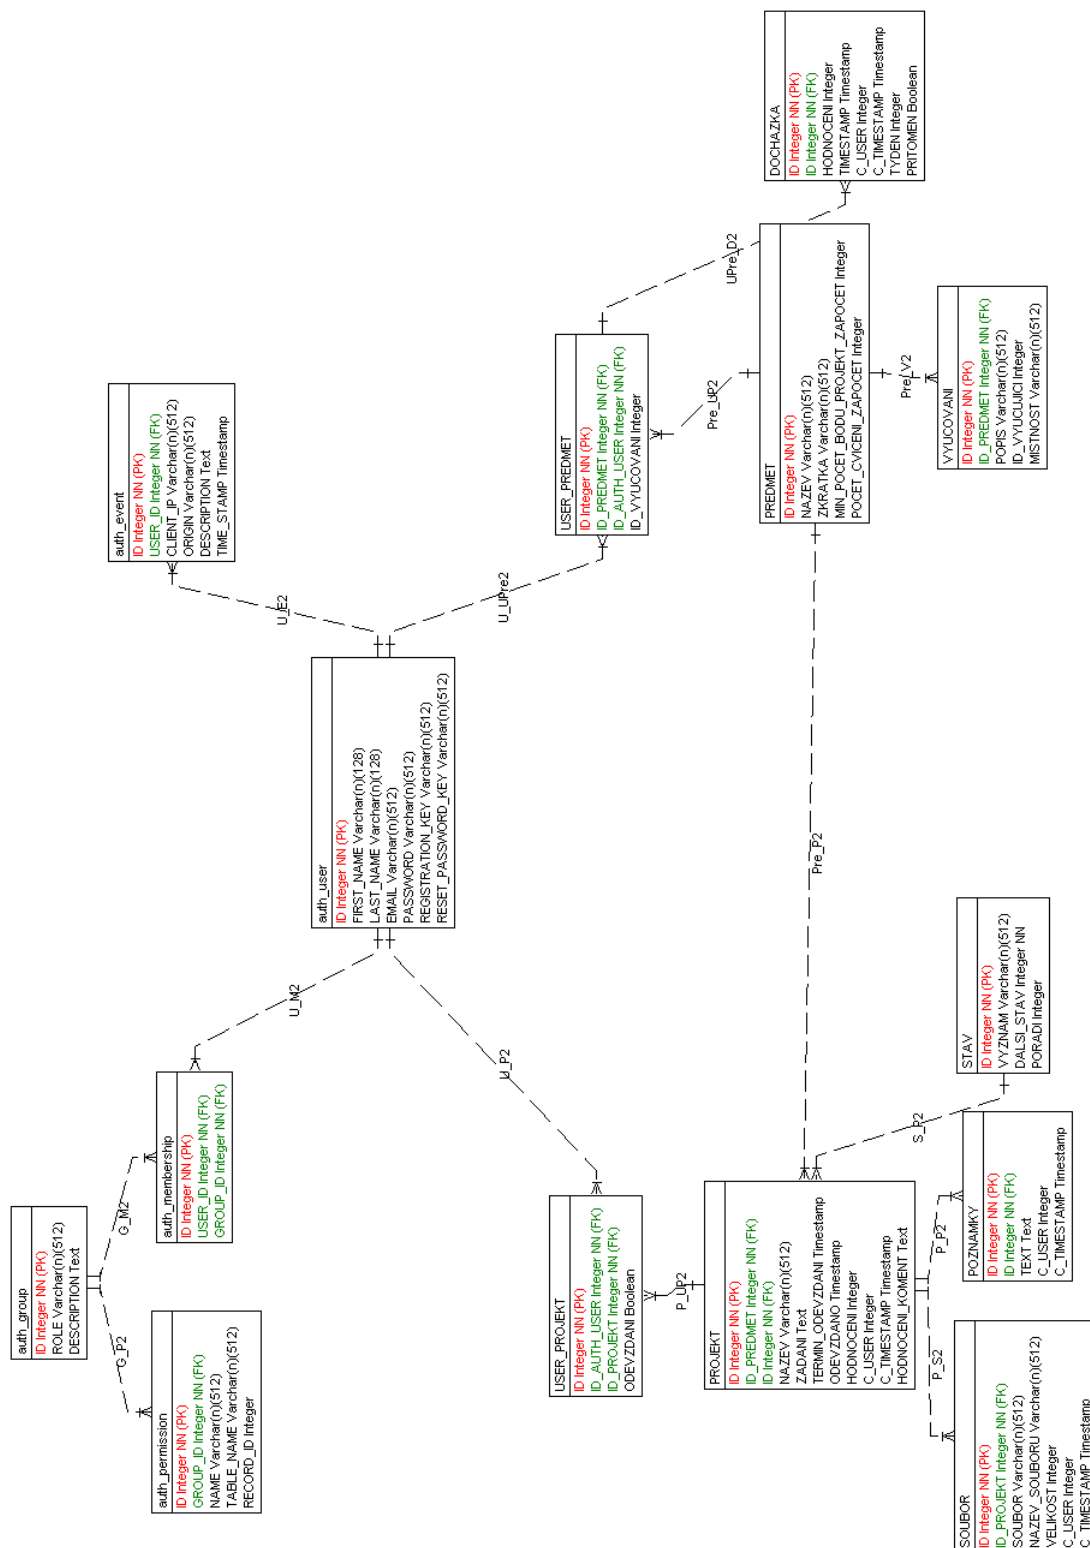 auth_group
ID Integer NN (PK)
ROLE Varchar(n)(512)
DESCRIPTION Text
G_M2
G_P2
auth_permission
ID Integer NN (PK)
GROUP_ID Integer NN (FK)
NAME Varchar(n)(512)
TABLE_NAME Varchar(n)(512)
RECORD_ID Integer
auth_membership
ID Integer NN (PK)
USER_ID Integer NN (FK)
GROUP_ID Integer NN (FK)
U_M2
U_P2
auth_user
ID Integer NN (PK)
FIRST_NAME Varchar(n)(128)
LAST_NAME Varchar(n)(128)
EMAIL Varchar(n)(512)
PASSWORD Varchar(n)(512)
REGISTRATION_KEY Varchar(n)(512)
RESET_PASSWORD_KEY Varchar(n)(512)
U_E2
U_UPre2
auth_event
ID Integer NN (PK)
USER_ID Integer NN (FK)
CLIENT_IP Varchar(n)(512)
ORIGIN Varchar(n)(512)
DESCRIPTION Text
TIME_STAMP Timestamp
USER_PREDMET
ID Integer NN (PK)
ID_PREDMET Integer NN (FK)
ID_AUTH_USER Integer NN (FK)
ID_VYUCOVANI Integer
UPre_D2
Pre_UP2
DOCHAZKA
ID Integer NN (PK)
ID Integer NN (FK)
HODNOCENI Integer
TIMESTAMP Timestamp
C_USER Integer
C_TIMESTAMP Timestamp
TYDEN Integer
PRITOMEN Boolean
PREDMET
ID Integer NN (PK)
NAZEV Varchar(n)(512)
ZKRATKA Varchar(n)(512)
MIN_POCET_BODU_PROJEKT_ZAPOCET Integer
POCET_CVICENI_ZAPOCET Integer
Pre_V2
VYUCOVANI
ID Integer NN (PK)
ID_PREDMET Integer NN (FK)
POPIS Varchar(n)(512)
ID_VYUCUJICI Integer
MISTNOST Varchar(n)(512)
Pre_P2
USER_PROJEKT
ID Integer NN (PK)
ID_AUTH_USER Integer NN (FK)
ID_PROJEKT Integer NN (FK)
ODEVZDANI Boolean
P_UP2
PROJEKT
ID Integer NN (PK)
ID_PREDMET Integer NN (FK)
ID Integer NN (FK)
NAZEV Varchar(n)(512)
ZADANI Text
TERMIN_ODEVZDANI Timestamp
ODEVZDANO Timestamp
HODNOCENI Integer
C_USER Integer
C_TIMESTAMP Timestamp
HODNOCENI_KOMENT Text
S_P2
STAV
ID Integer NN (PK)
VYZNAM Varchar(n)(512)
DALSI_STAV Integer NN
PORADI Integer
P_P2
POZNAMKY
ID Integer NN (PK)
ID Integer NN (FK)
TEXT Text
C_USER Integer
C_TIMESTAMP Timestamp
P_S2
SOUBOR
ID Integer NN (PK)
ID_PROJEKT Integer NN (FK)
SOUBOR Varchar(n)(512)
NAZEV_SOUBORU Varchar(n)(512)
VELIKOST Integer
C_USER Integer
C_TIMESTAMP Timestamp